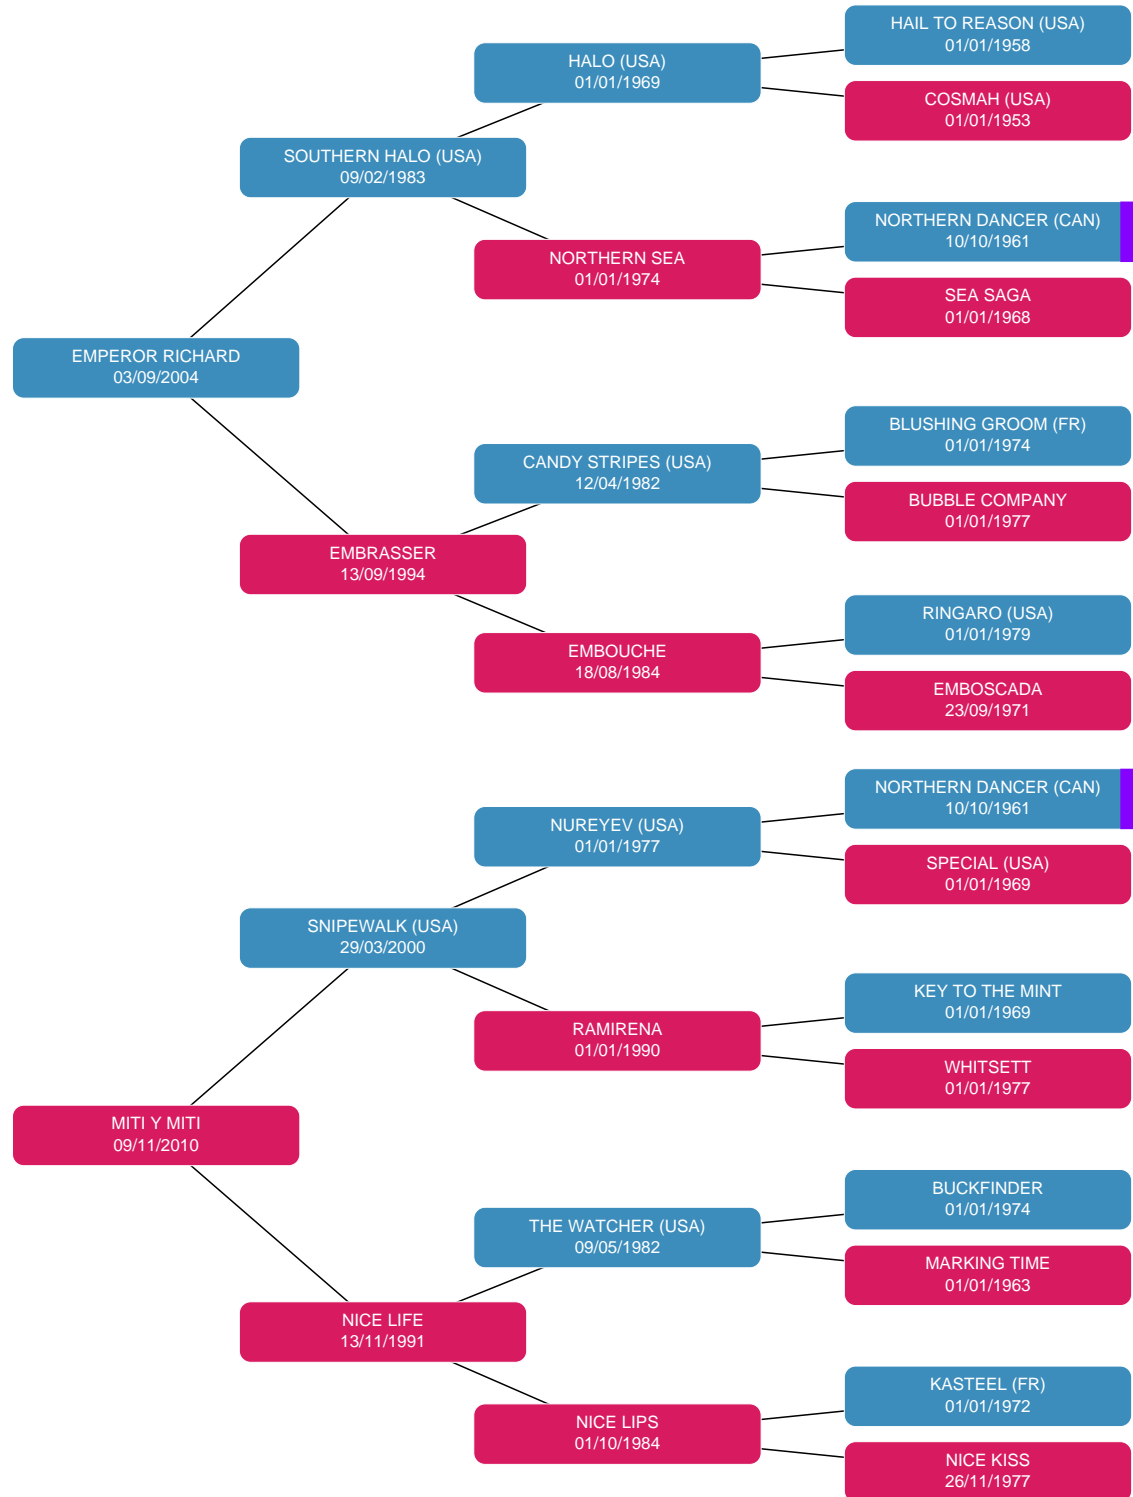 HAIL TO REASON (USA)
01/01/1958
HALO (USA)
01/01/1969
COSMAH (USA)
01/01/1953
SOUTHERN HALO (USA)
09/02/1983
NORTHERN DANCER (CAN)
10/10/1961
NORTHERN SEA
01/01/1974
SEA SAGA
01/01/1968
EMPEROR RICHARD
03/09/2004
BLUSHING GROOM (FR)
01/01/1974
CANDY STRIPES (USA)
12/04/1982
BUBBLE COMPANY
01/01/1977
EMBRASSER
13/09/1994
RINGARO (USA)
01/01/1979
EMBOUCHE
18/08/1984
EMBOSCADA
23/09/1971
NORTHERN DANCER (CAN)
10/10/1961
NUREYEV (USA)
01/01/1977
SPECIAL (USA)
01/01/1969
SNIPEWALK (USA)
29/03/2000
KEY TO THE MINT
01/01/1969
RAMIRENA
01/01/1990
WHITSETT
01/01/1977
MITI Y MITI
09/11/2010
BUCKFINDER
01/01/1974
THE WATCHER (USA)
09/05/1982
MARKING TIME
01/01/1963
NICE LIFE
13/11/1991
KASTEEL (FR)
01/01/1972
NICE LIPS
01/10/1984
NICE KISS
26/11/1977